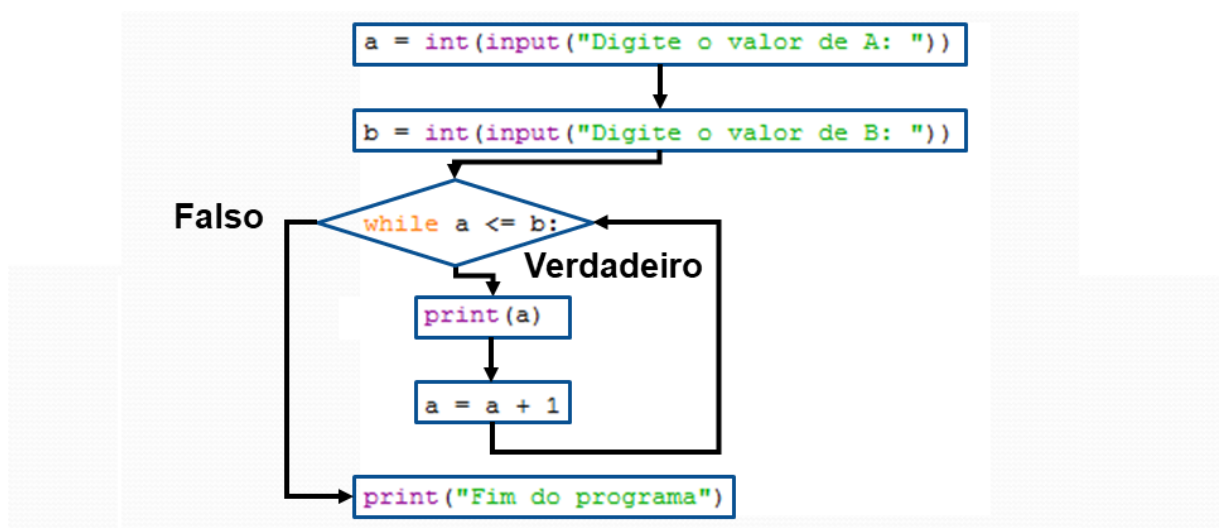 a = int(input("Digite o valor de A: "))
b = int(input("Digite o valor de B: "))
Falso
while a <= b:
Verdadeiro
print(a)
a = a + 1
print("Fim do programa")